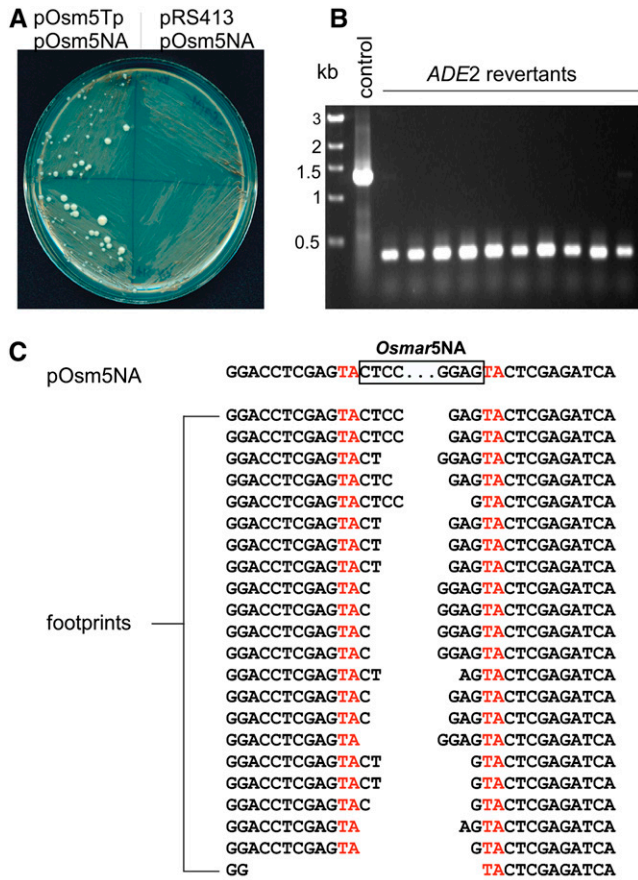 A
pOsm5Tp pRS413
pOsm5NA pOsm5NA
B
kb
control
ADE2 revertants
3
2
1.5
1
0.5
C
Osmar5NA
pOsm5NA GGACCTCGAGTACTCC...GGAGTACTCGAGATCA
footprints
GGACCTCGAGTACTCC GAGTACTCGAGATCA
GGACCTCGAGTACTCC GAGTACTCGAGATCA
GGACCTCGAGTACT GGAGTACTCGAGATCA
GGACCTCGAGTACTC GAGTACTCGAGATCA
GGACCTCGAGTACTCC GTACTCGAGATCA
GGACCTCGAGTACT GAGTACTCGAGATCA
GGACCTCGAGTACT GAGTACTCGAGATCA
GGACCTCGAGTACT GAGTACTCGAGATCA
GGACCTCGAGTAC GGAGTACTCGAGATCA
GGACCTCGAGTAC GGAGTACTCGAGATCA
GGACCTCGAGTAC GGAGTACTCGAGATCA
GGACCTCGAGTAC GGAGTACTCGAGATCA
GGACCTCGAGTACT AGTACTCGAGATCA
GGACCTCGAGTAC GAGTACTCGAGATCA
GGACCTCGAGTAC GAGTACTCGAGATCA
GGACCTCGAGTA GGAGTACTCGAGATCA
GGACCTCGAGTACT GTACTCGAGATCA
GGACCTCGAGTACT GTACTCGAGATCA
GGACCTCGAGTAC GTACTCGAGATCA
GGACCTCGAGTA AGTACTCGAGATCA
GGACCTCGAGTA GTACTCGAGATCA
GG TACTCGAGATCA